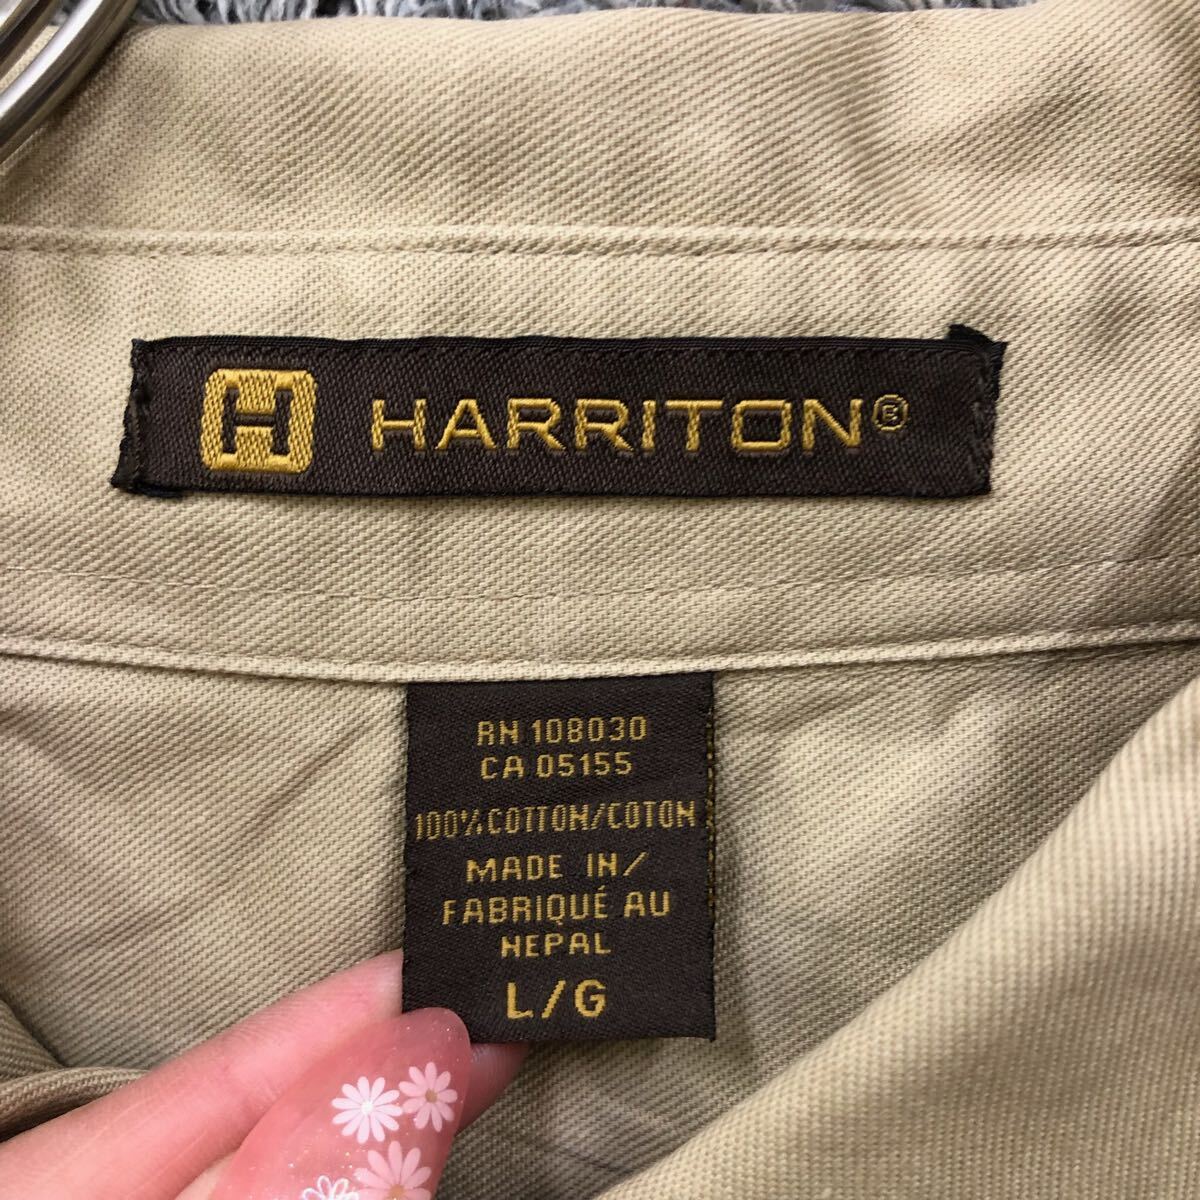 H HARRITON®
RN 108030
CA 05155
100% COTTON/COTON
MADE IN/
FABRIQUÉ AU
NEPAL
L/G